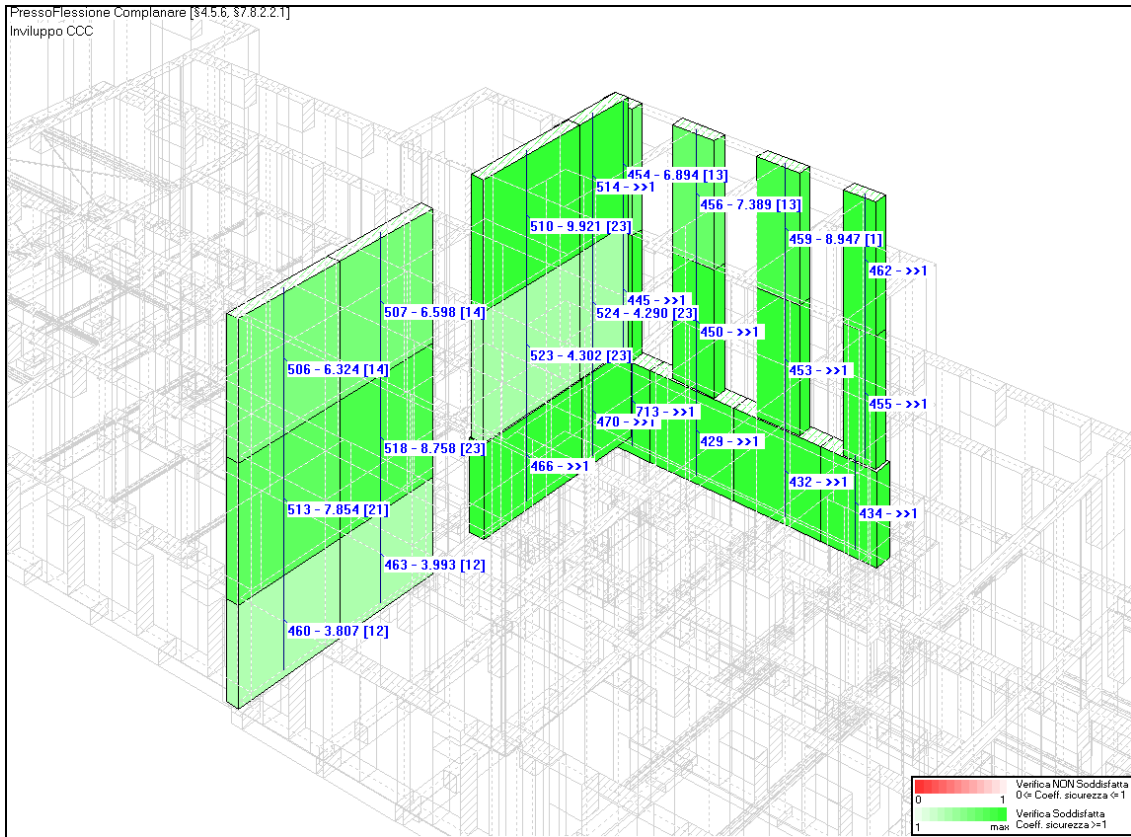 PressoFlessione Complanare [§4.5.6, §7.8.2.2.1]
Inviluppo CCC
454 - 6.894 [13]
514 - >>1
456 - 7.389 [13]
510 - 9.921 [23]
459 - 8.947 [1]
462 - >>1
445 - >>1
507 - 6.598 [14]
524 - 4.290 [23]
450 - >>1
523 - 4.302 [23]
506 - 6.324 [14]
453 - >>1
455 - >>1
713 - >>1
470 - >>1
429 - >>1
518 - 8.758 [23]
466 - >>1
432 - >>1
513 - 7.854 [21]
434 - >>1
463 - 3.993 [12]
460 - 3.807 [12]
Verifica NON Soddisfatta
0<= Coeff. sicurezza <=1
0 1
Verifica Soddisfatta
Coeff. sicurezza >=1
1 max